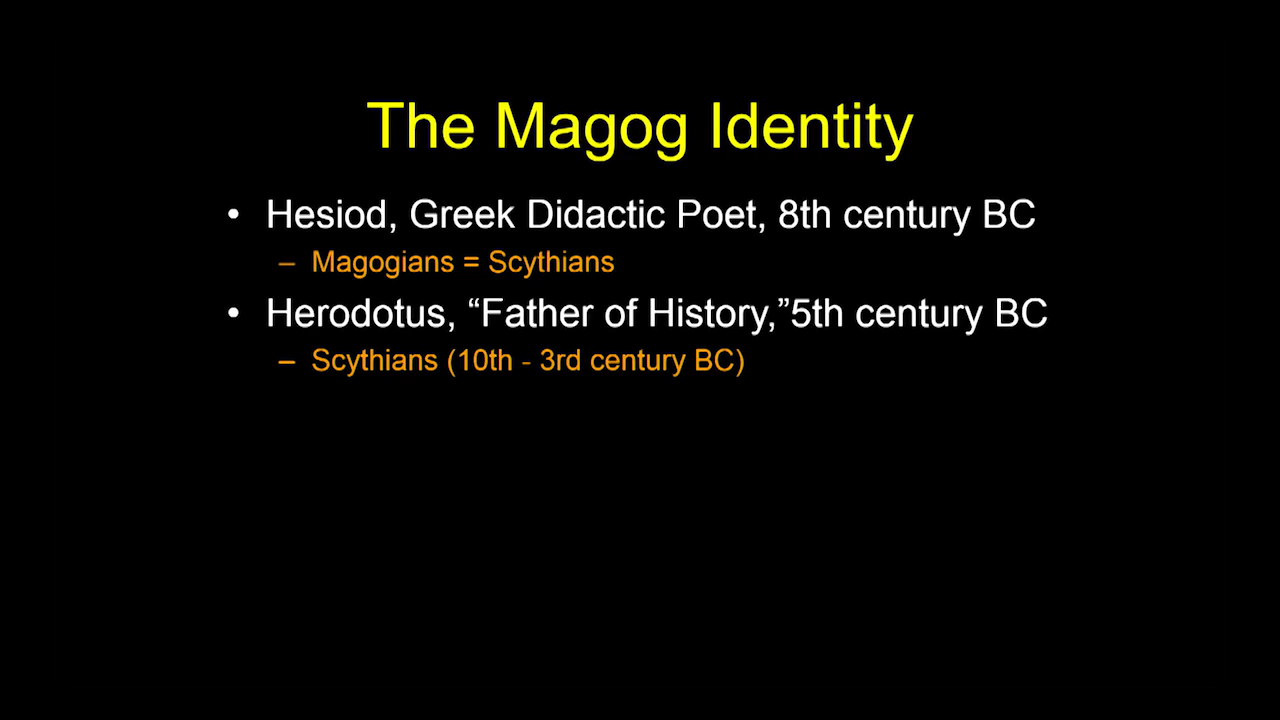 The Magog Identity
• Hesiod, Greek Didactic Poet, 8th century BC
– Magogians = Scythians
• Herodotus, “Father of History,”5th century BC
– Scythians (10th - 3rd century BC)